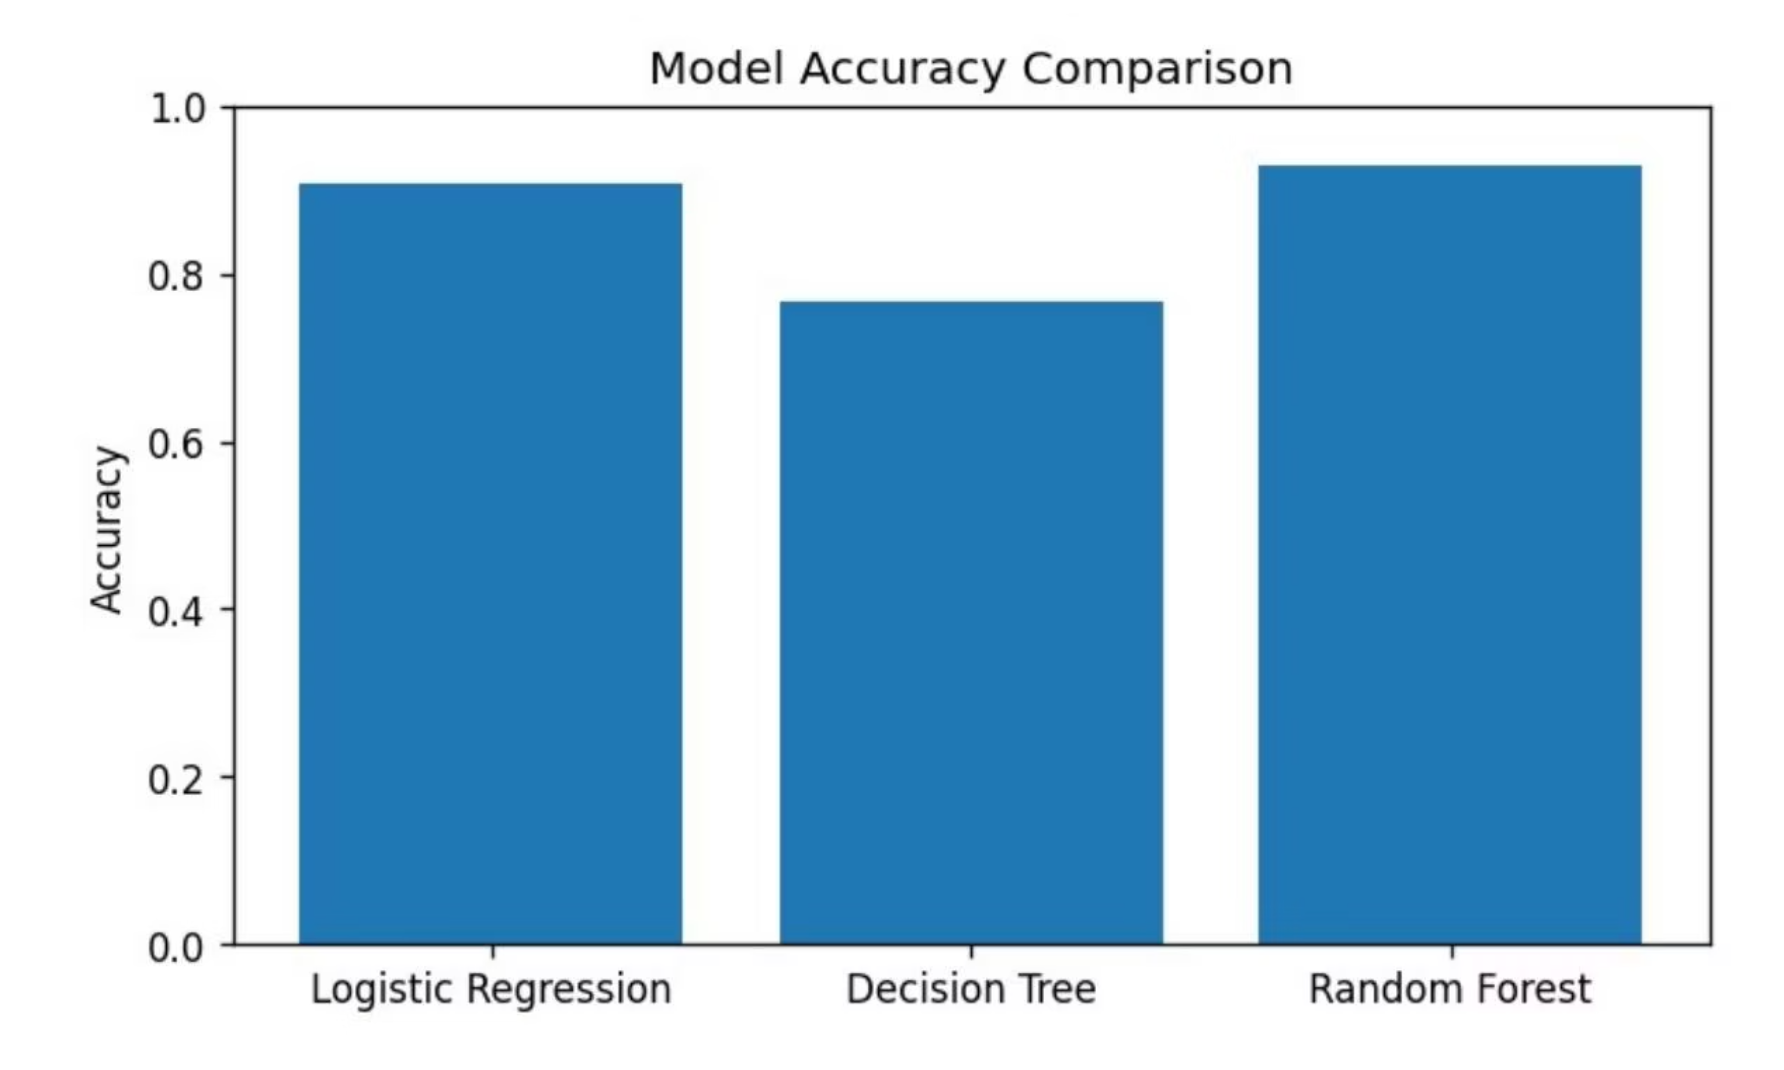 Model Accuracy Comparison
1.0
0.8
0.6
0.4
0.2
0.0
Accuracy
Logistic Regression
Decision Tree
Random Forest